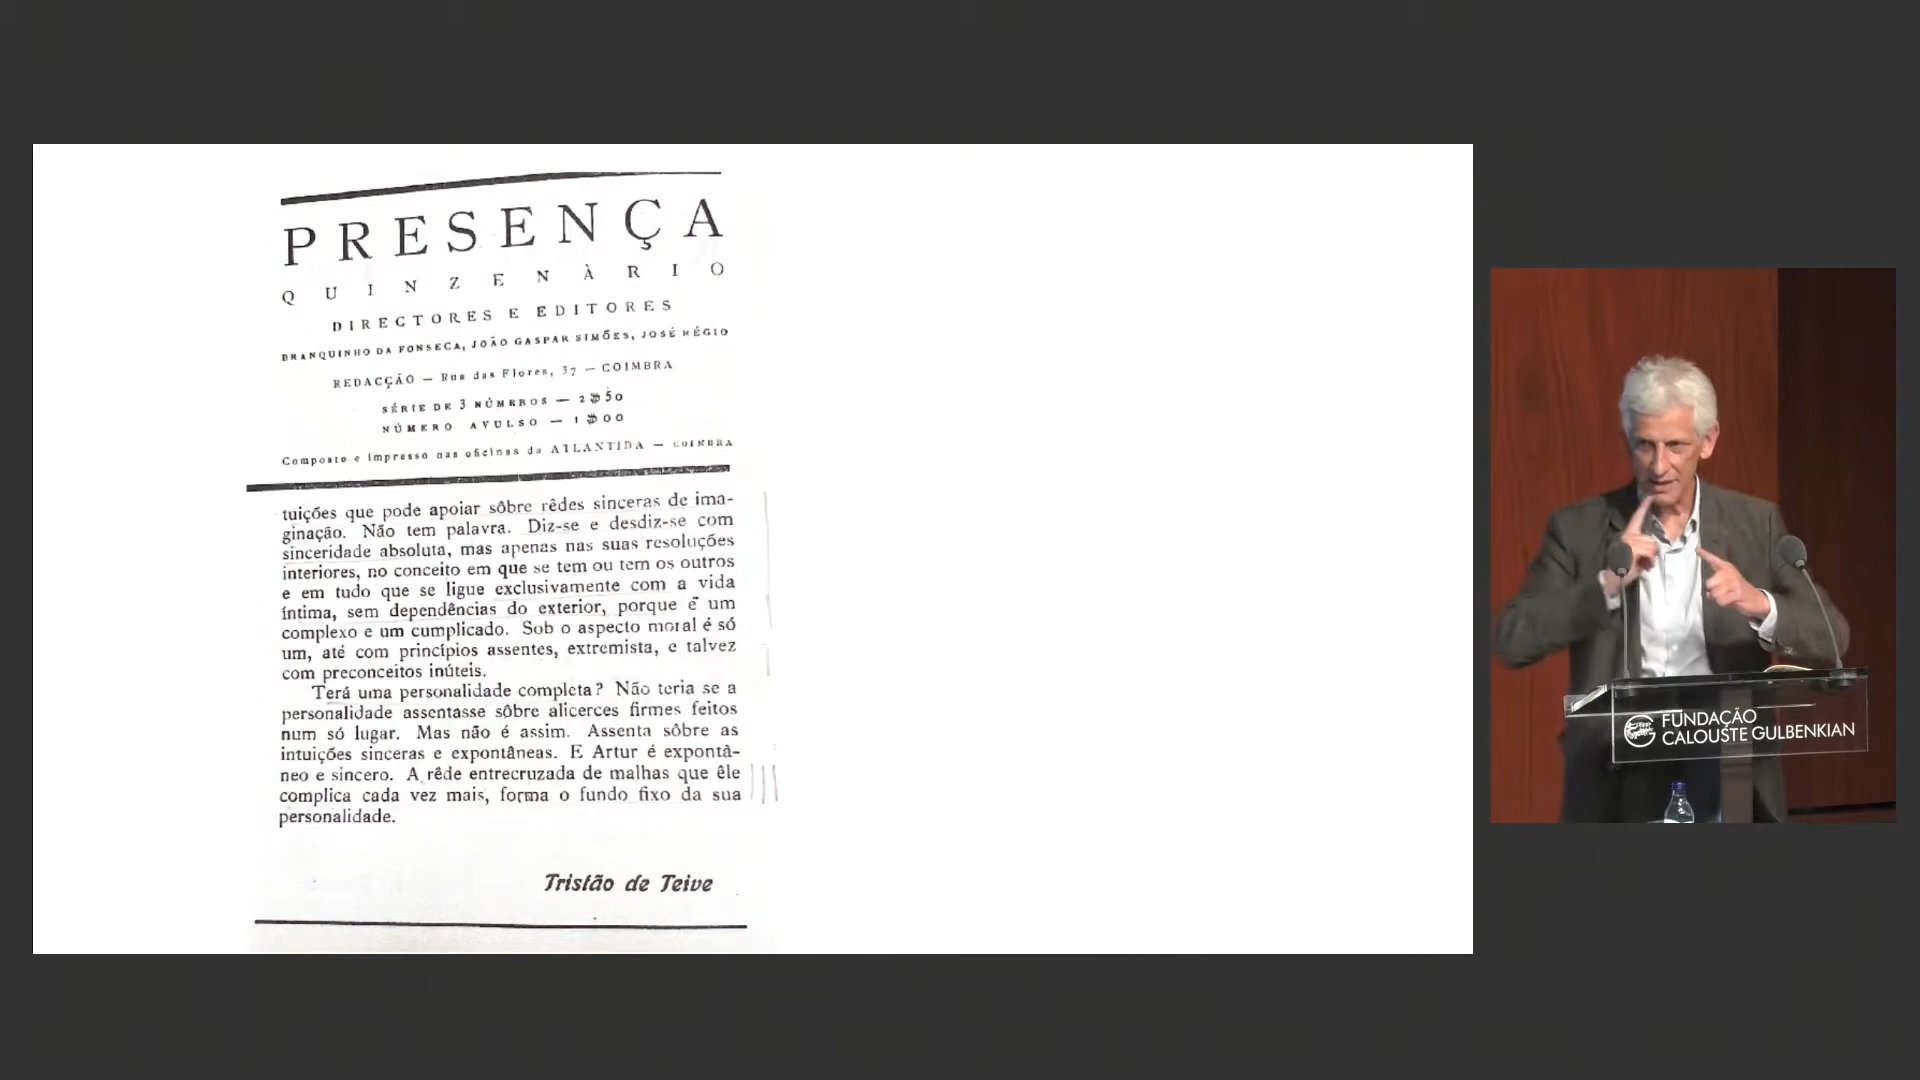 PRESENÇA
QUINZENÀRIO
DIRECTORES E EDITORES
BRANQUINHO DA FONSECA, JOÃO GASPAR SIMÕES, JOSÉ RÉGIO
REDACÇÃO — Rua das Flores, 37 — COIMBRA
SÉRIE DE 3 NÚMEROS — 2$50
NÚMERO AVULSO — 1$00
Composto e impresso nas oficinas da ATLANTIDA — COIMBRA
tuições que pode apoiar sôbre rêdes sinceras de ima-
ginação. Não tem palavra. Diz-se e desdiz-se com
sinceridade absoluta, mas apenas nas suas resoluções
interiores, no conceito em que se tem ou tem os outros
e em tudo que se ligue exclusivamente com a vida
íntima, sem dependências do exterior, porque é um
complexo e um cumplicado. Sob o aspecto moral é só
um, até com princípios assentes, extremista, e talvez
com preconceitos inúteis.
Terá uma personalidade completa? Não teria se a
personalidade assentasse sôbre alicerces firmes feitos
num só lugar. Mas não é assim. Assenta sôbre as
intuições sinceras e expontâneas. E Artur é expontâ-
neo e sincero. A rêde entrecruzada de malhas que êle
complica cada vez mais, forma o fundo fixo da sua
personalidade.
Tristão de Teive
FUNDAÇÃO
CALOUSTE GULBENKIAN